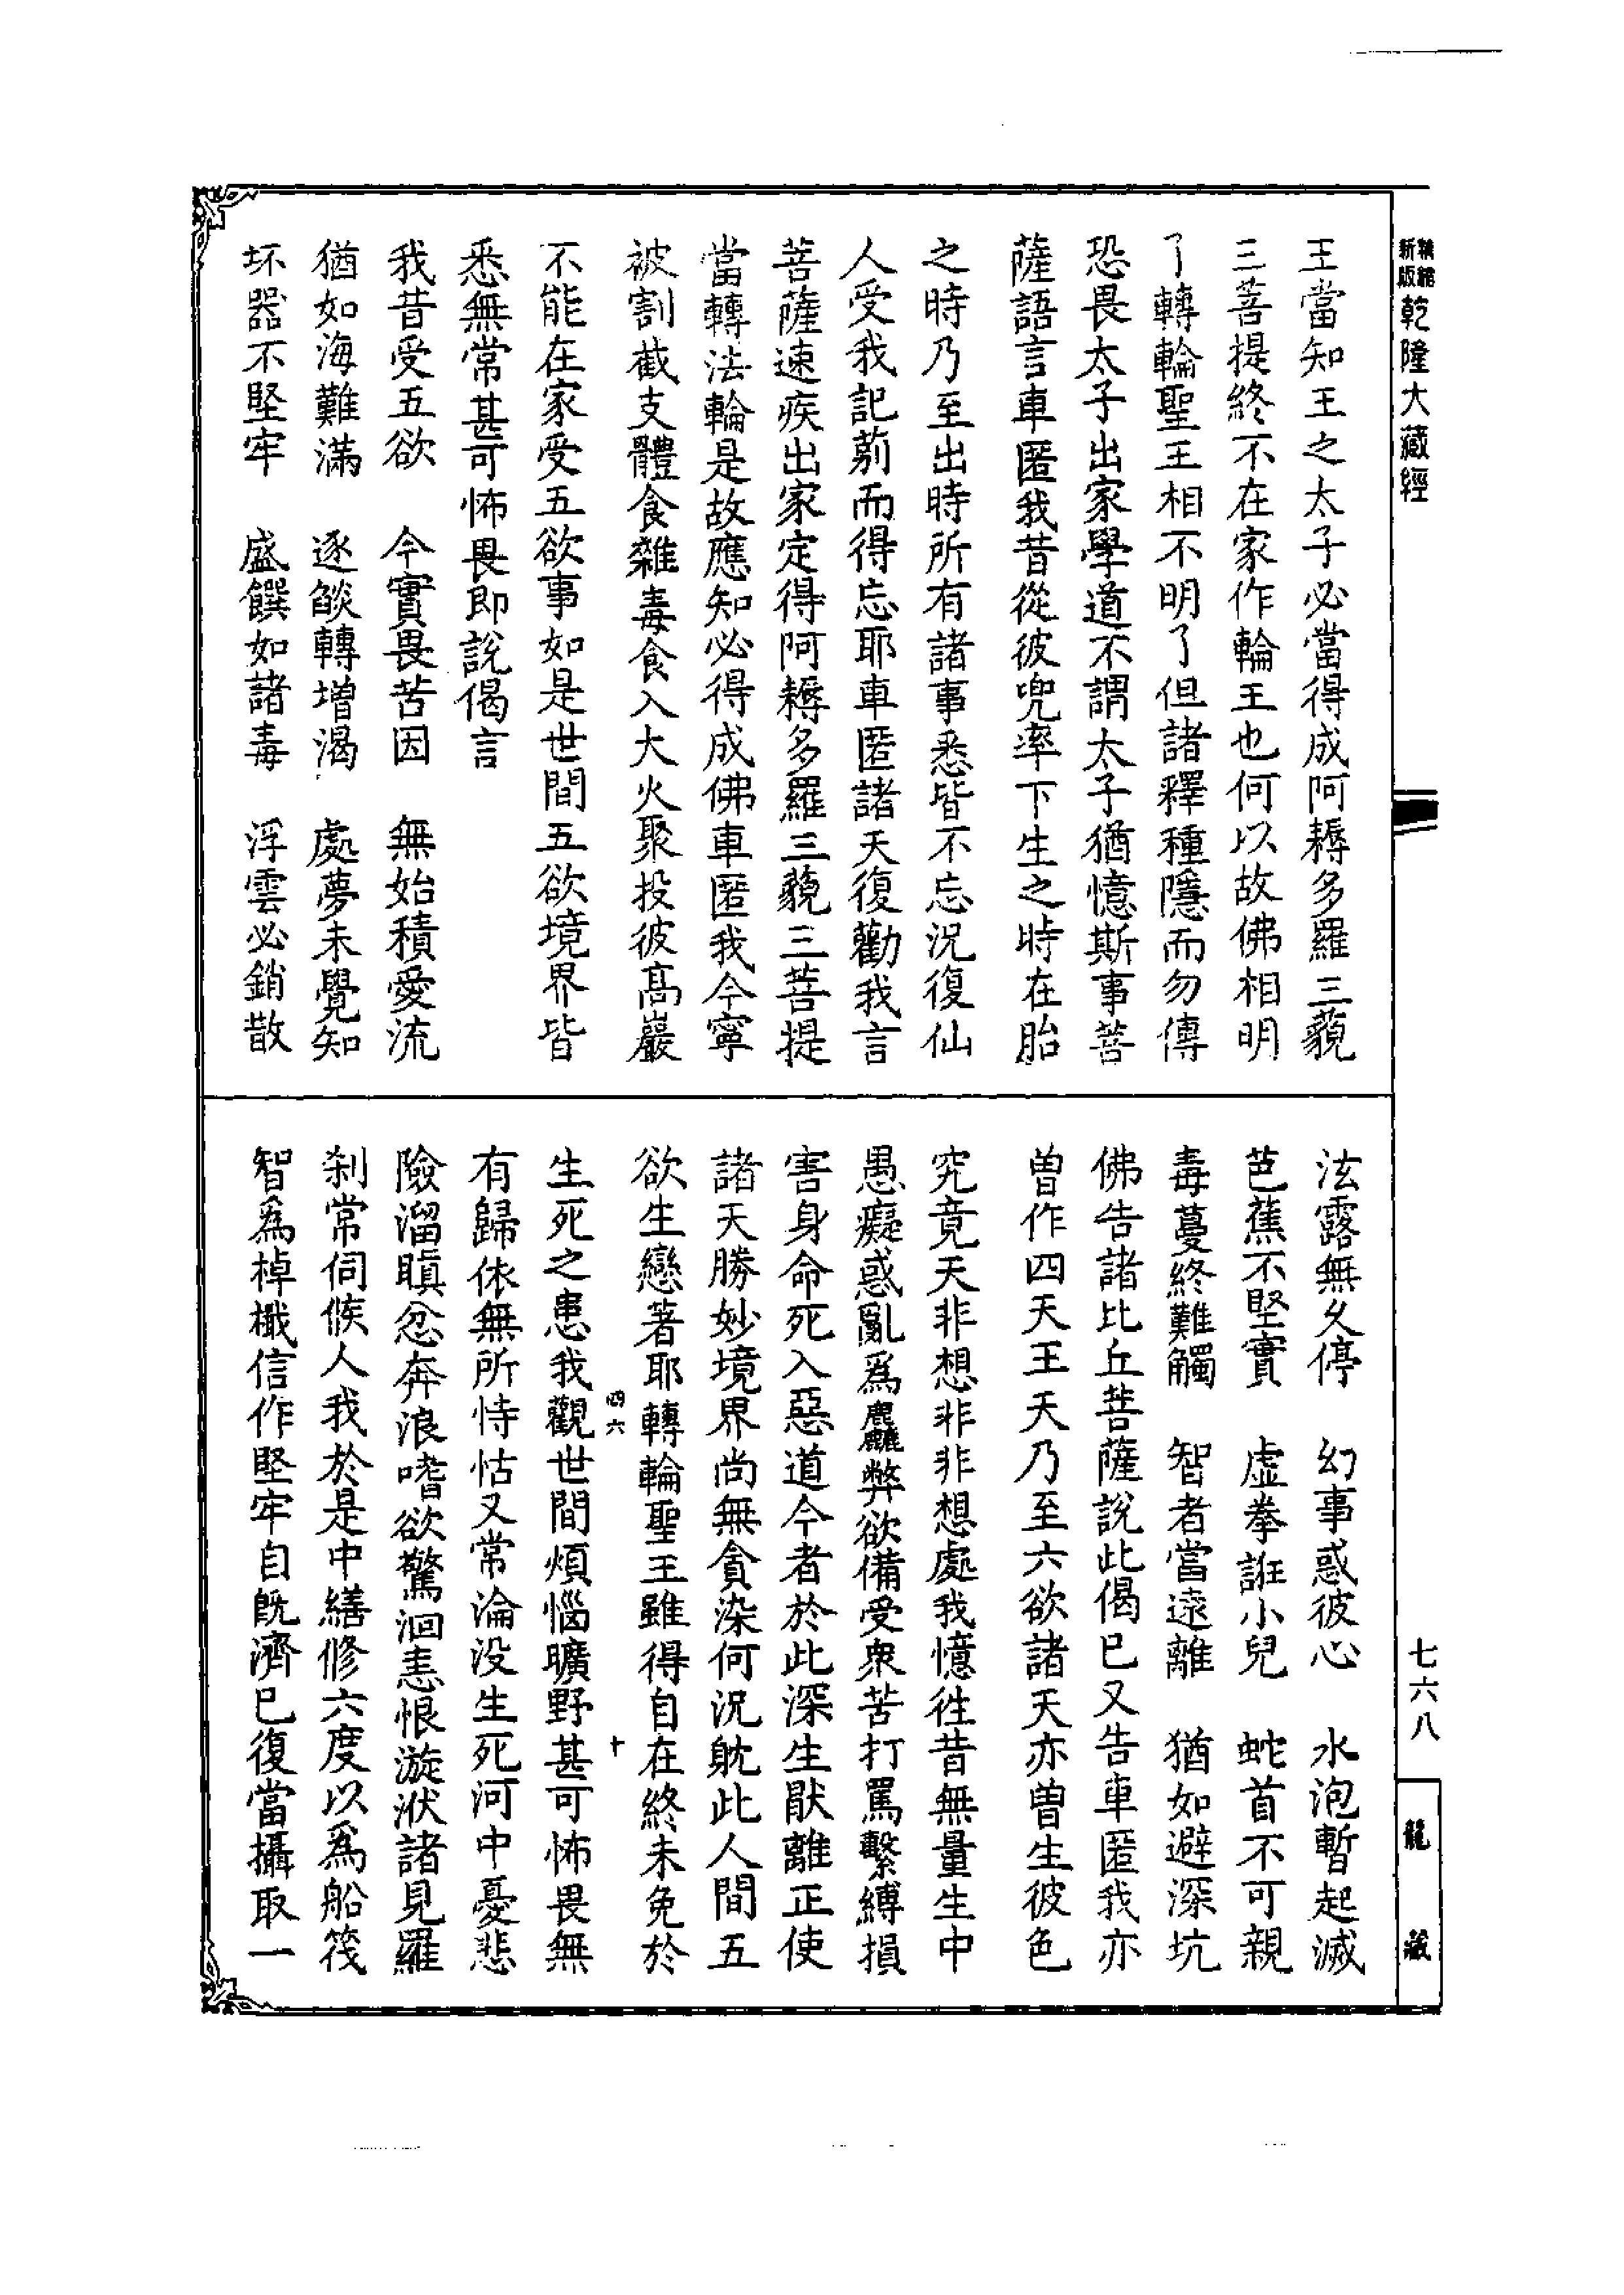 精縮
新版
乾隆大藏經
王當知王之太子必當得成阿耨多羅三藐
三菩提終不在家作輪王也何以故佛相明
了轉輪聖王相不明了但諸釋種隱而勿傳
恐畏太子出家學道不謂太子猶憶斯事菩
薩語言車匿我昔從彼兜率下生之時在胎
之時乃至出時所有諸事悉皆不忘況復仙
人受我記莂而得忘耶車匿諸天復勸我言
菩薩速疾出家定得阿耨多羅三藐三菩提
當轉法輪是故應知必得成佛車匿我今寧
被割截支體食雜毒食入大火聚投彼高巖
不能在家受五欲事如是世間五欲境界皆
悉無常甚可怖畏即說偈言
我昔受五欲　今實畏苦因　無始積愛流
猶如海難滿　逐燄轉增渴　處夢未覺知
坏器不堅牢　盛饌如諸毒　浮雲必銷散
法露無久停　幻事惑彼心　水泡暫起滅
芭蕉不堅實　虛拳誑小兒　蛇首不可親
毒蔓終難觸　智者當遠離　猶如避深坑
佛告諸比丘菩薩說此偈已又告車匿我亦
曾作四天王天乃至六欲諸天亦曾生彼色
究竟天非想非非想處我憶往昔無量生中
愚癡惑亂爲麤弊欲備受衆苦打罵繫縛損
害身命死入惡道今者於此深生猒離正使
諸天勝妙境界尚無貪染何況躭此人間五
欲生戀著耶轉輪聖王雖得自在終未免於
四六
十
生死之患我觀世間煩惱曠野甚可怖畏無
有歸依無所恃怙又常淪没生死河中憂悲
險溜瞋忿奔浪嗜欲驚洄恚恨漩洑諸見羅
刹常伺候人我於是中繕修六度以爲船筏
智爲棹檝信作堅牢自旣濟已復當攝取一
七六八
龍藏